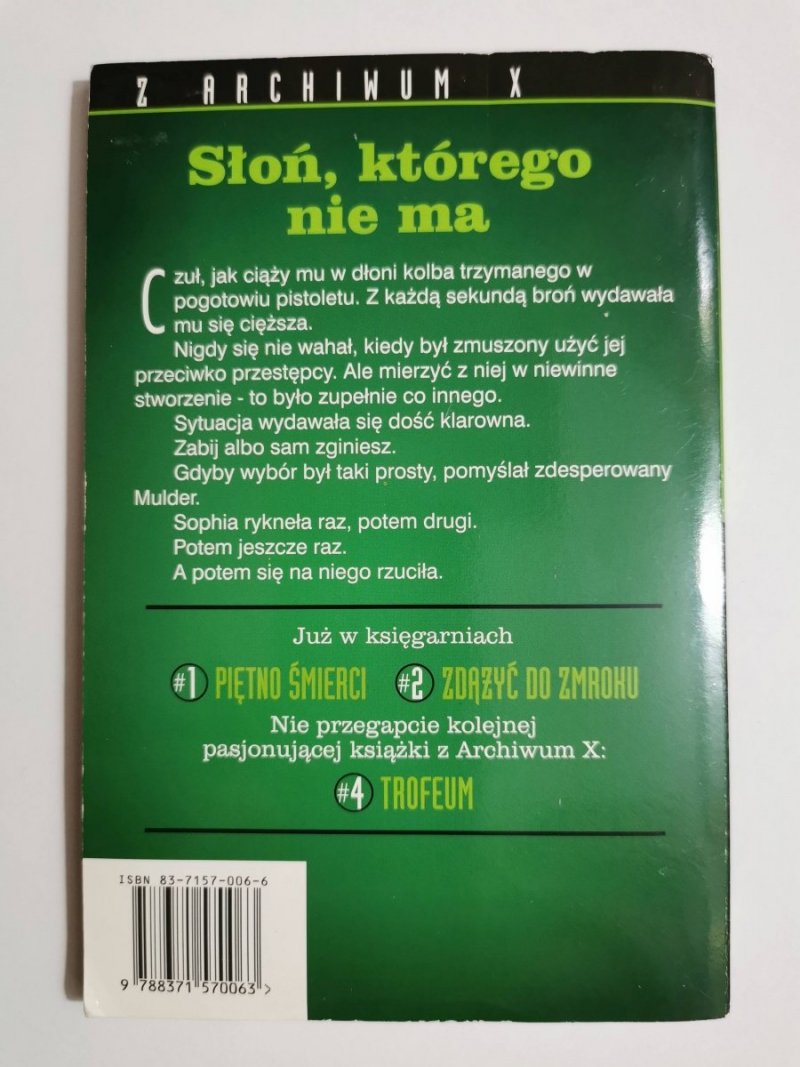 Z ARCHIWUM X
Słoń, którego
nie ma
Czuł, jak ciąży mu w dłoni kolba trzymanego w
pogotowiu pistoletu. Z każdą sekundą broń wydawała
mu się cięższa.
Nigdy się nie wahał, kiedy był zmuszony użyć jej
przeciwko przestępcy. Ale mierzyć z niej w niewinne
stworzenie - to było zupełnie co innego.
Sytuacja wydawała się dość klarowna.
Zabij albo sam zginiesz.
Gdyby wybór był taki prosty, pomyślał zdesperowany
Mulder.
Sophia rykneła raz, potem drugi.
Potem jeszcze raz.
A potem się na niego rzuciła.
Już w księgarniach
#1 PIĘTNO ŚMIERCI #2 ZDĄŻYĆ DO ZMROKU
Nie przegapcie kolejnej
pasjonującej książki z Archiwum X:
#4 TROFEUM
ISBN 83-7157-006-6
9 788371 570063 >